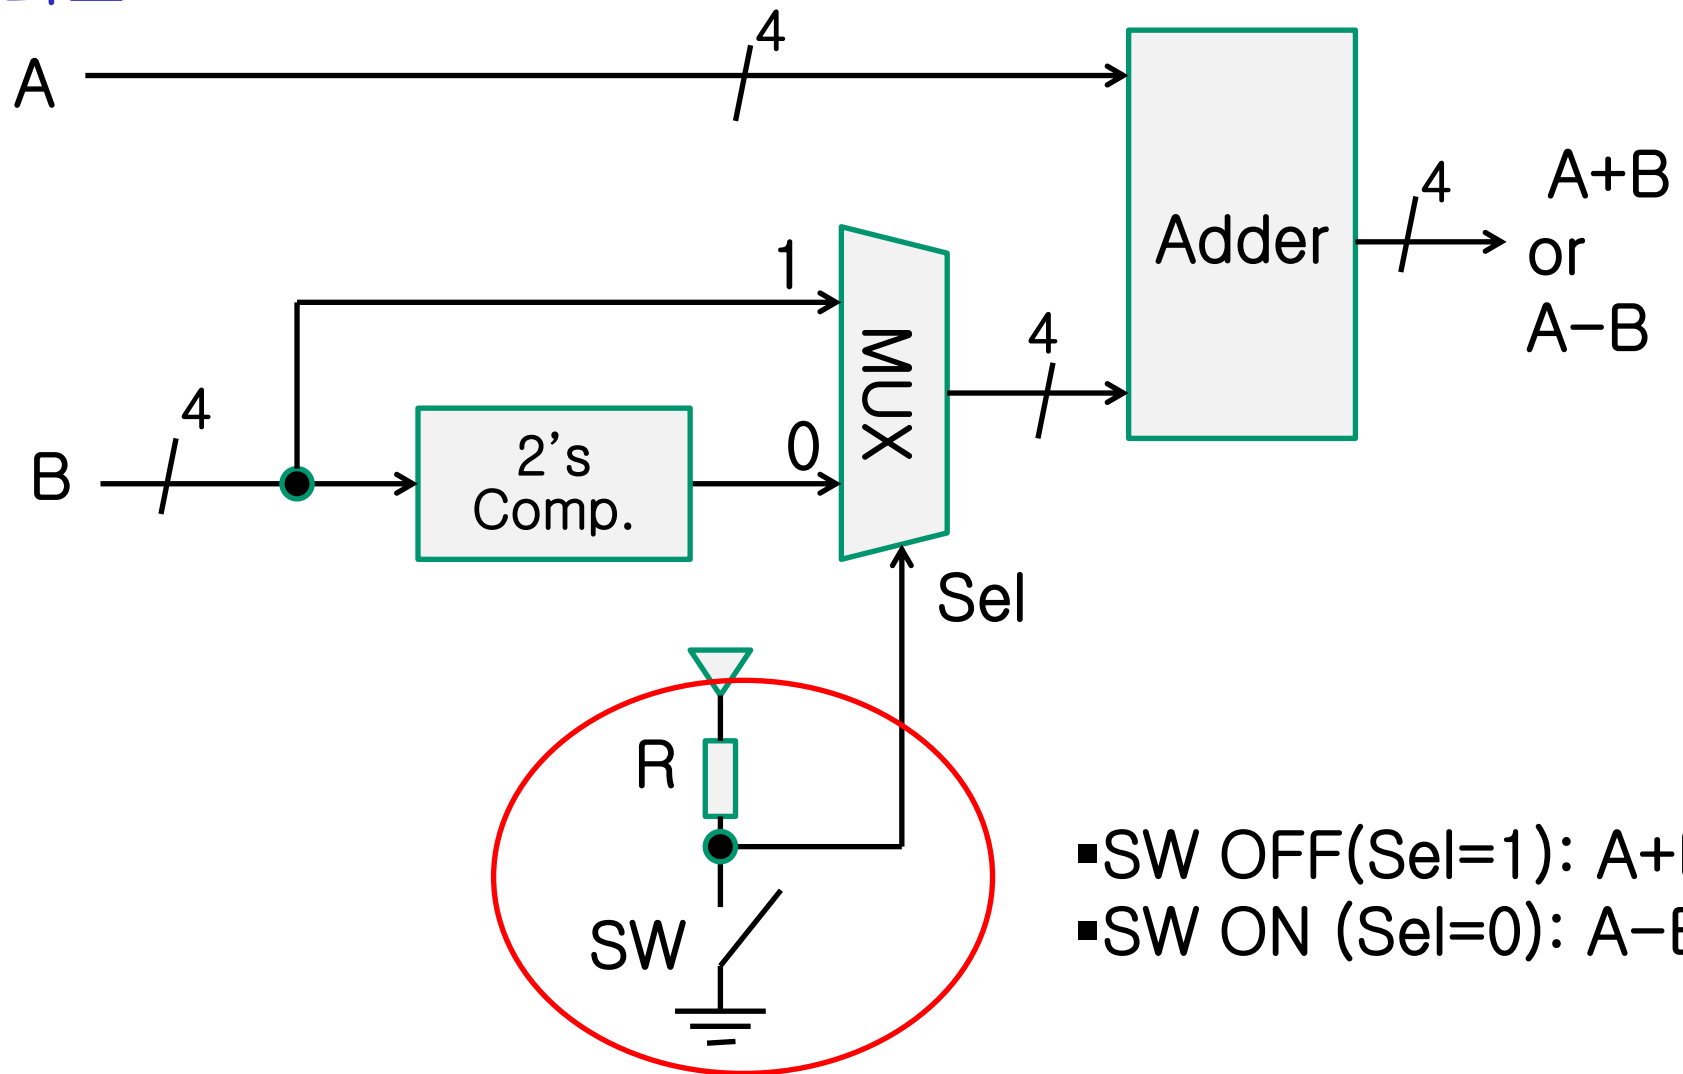 4
A
A+B
4
Adder
or
1
A-B
MUX
4
4
2's
0
B
Comp.
Sel
R
▪SW OFF(Sel=1): A+
SW
▪SW ON (Sel=0): A-B